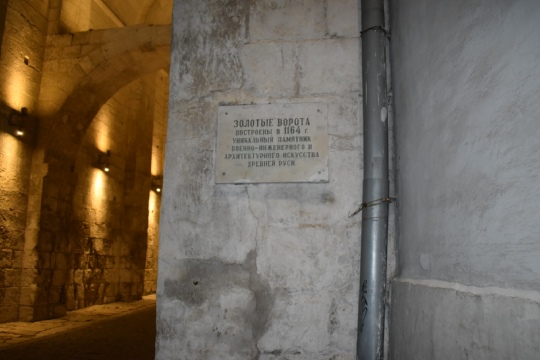 ЗОЛОТЫЕ ВОРОТА
ПОСТРОЕНЫ В 1164 Г.
УНИКАЛЬНЫЙ ПАМЯТНИК
ВОЕННО-ИНЖЕНЕРНОГО И
АРХИТЕКТУРНОГО ИСКУССТВА
ДРЕВНЕЙ РУСИ